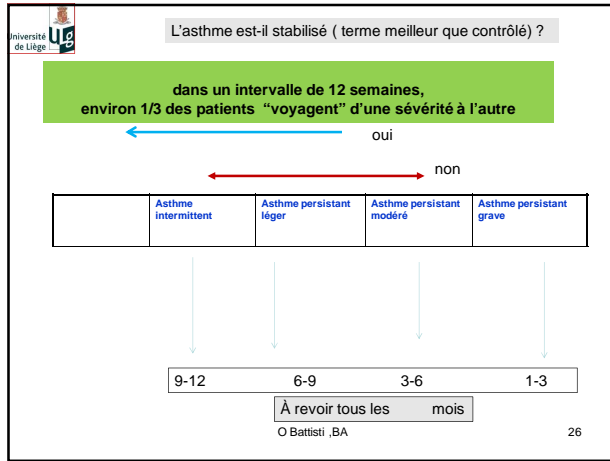 Université
de Liège
L'asthme est-il stabilisé ( terme meilleur que contrôlé) ?
dans un intervalle de 12 semaines,
environ 1/3 des patients “voyagent” d'une sévérité à l'autre
oui
non
Asthme
intermittent
Asthme persistant
léger
Asthme persistant
modéré
Asthme persistant
grave
9-12 6-9 3-6 1-3
À revoir tous les mois
O Battisti ,BA
26